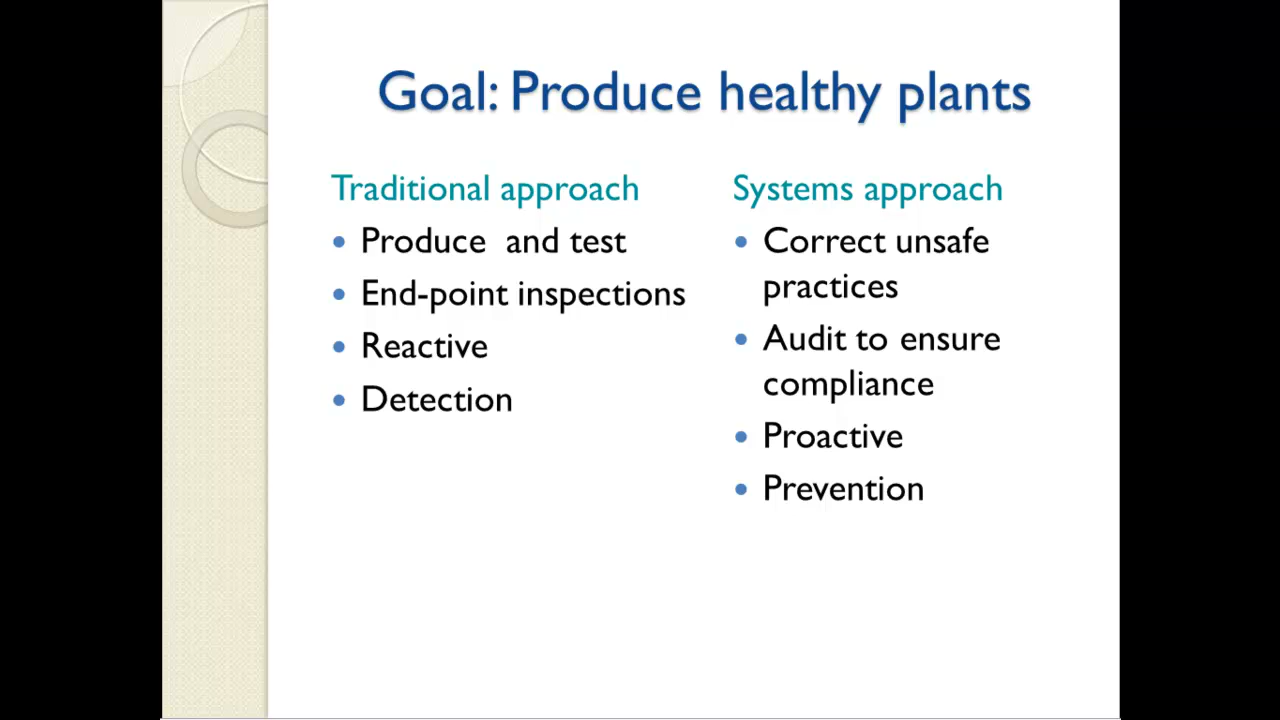 Goal: Produce healthy plants
Traditional approach
• Produce and test
• End-point inspections
• Reactive
• Detection
Systems approach
• Correct unsafe
practices
• Audit to ensure
compliance
• Proactive
• Prevention